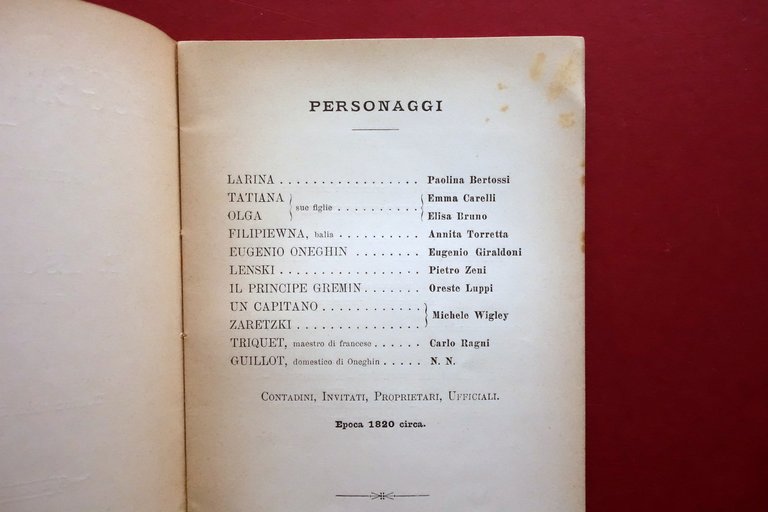 PERSONAGGI
LARINA . . . . . . . . . . . . . . . . . Paolina Bertossi
TATIANA } sue figlie . . . . . . . . . . { Emma Carelli
OLGA } { Elisa Bruno
FILIPIEWNA, balia . . . . . . . . . . Annita Torretta
EUGENIO ONEGHIN . . . . . . . . Eugenio Giraldoni
LENSKI . . . . . . . . . . . . . . . . . Pietro Zeni
IL PRINCIPE GREMIN . . . . . . . Oreste Luppi
UN CAPITANO . . . . . . . . . . . . } Michele Wigley
ZARETZKI . . . . . . . . . . . . . . . }
TRIQUET, maestro di francese . . . . . . Carlo Ragni
GUILLOT, domestico di Oneghin . . . . . N. N.
CONTADINI, INVITATI, PROPRIETARI, UFFICIALI.
Epoca 1820 circa.